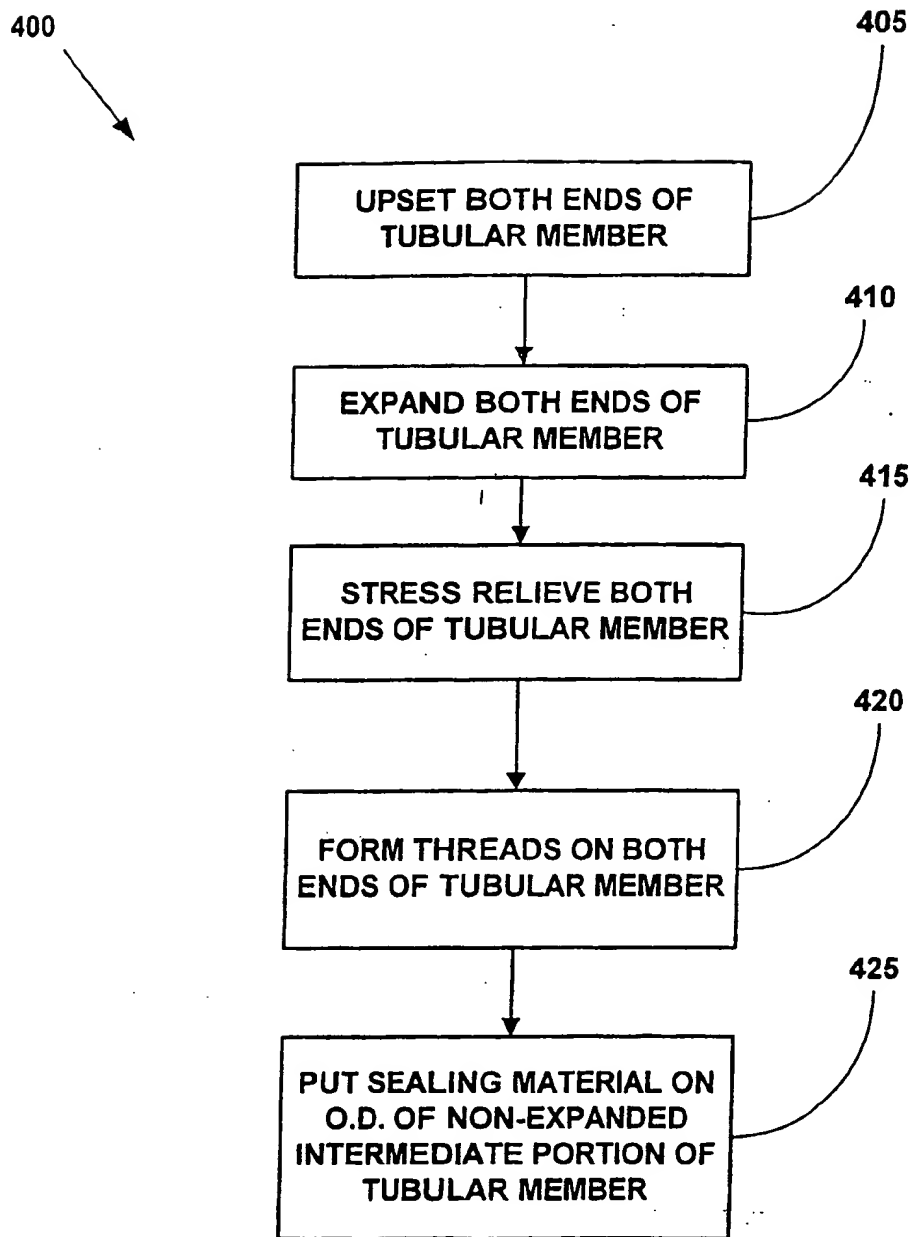 400
405
UPSET BOTH ENDS OF
TUBULAR MEMBER
410
EXPAND BOTH ENDS OF
TUBULAR MEMBER
415
STRESS RELIEVE BOTH
ENDS OF TUBULAR MEMBER
420
FORM THREADS ON BOTH
ENDS OF TUBULAR MEMBER
425
PUT SEALING MATERIAL ON
O.D. OF NON-EXPANDED
INTERMEDIATE PORTION OF
TUBULAR MEMBER